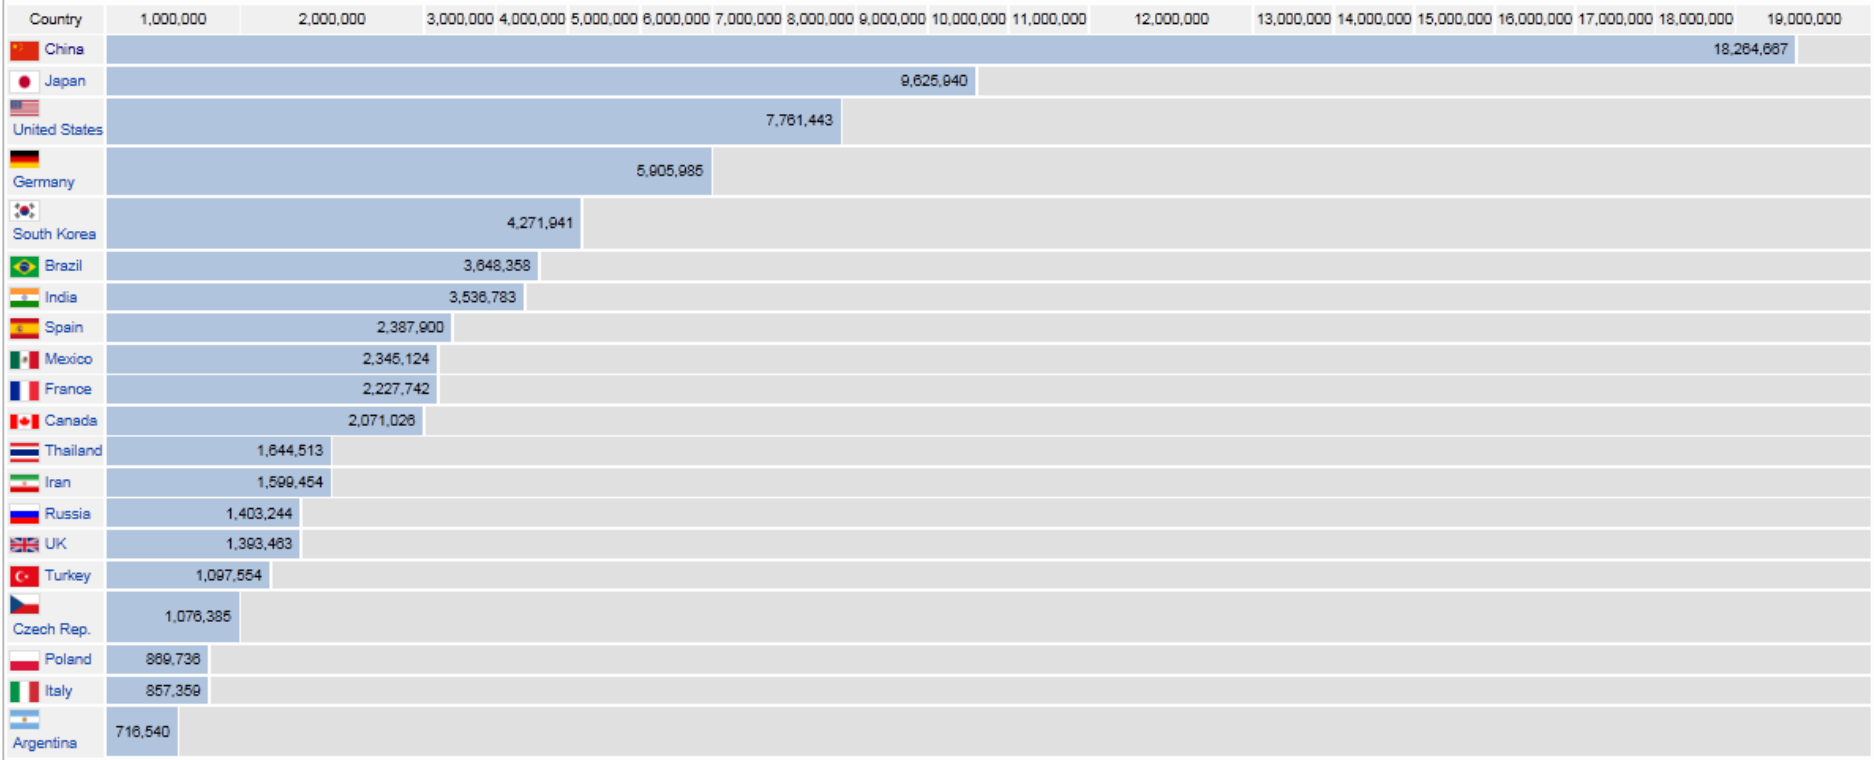 Country 1,000,000 2,000,000 3,000,000 4,000,000 5,000,000 6,000,000 7,000,000 8,000,000 9,000,000 10,000,000 11,000,000 12,000,000 13,000,000 14,000,000 15,000,000 16,000,000 17,000,000 18,000,000 19,000,000
China 18,264,667
Japan 9,625,940
United States 7,761,443
Germany 5,905,985
South Korea 4,271,941
Brazil 3,648,358
India 3,536,783
Spain 2,387,900
Mexico 2,345,124
France 2,227,742
Canada 2,071,026
Thailand 1,644,513
Iran 1,599,454
Russia 1,403,244
UK 1,393,463
Turkey 1,097,554
Czech Rep. 1,076,385
Poland 869,736
Italy 857,359
Argentina 716,540